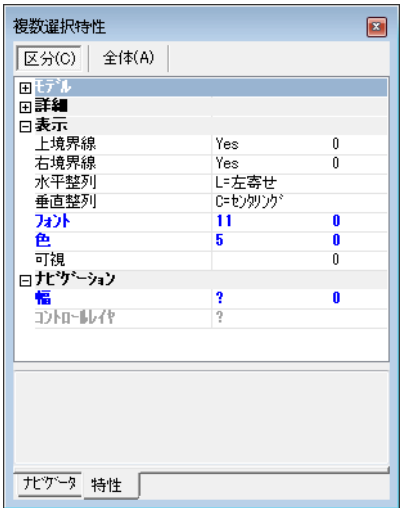 複数選択特性
区分(C) 全体(A)
ﾓﾃﾞﾙ
詳細
表示
上境界線 Yes 0
右境界線 Yes 0
水平整列 L=左寄せ
垂直整列 C=ｾﾝﾀﾘﾝｸﾞ
ﾌｫﾝﾄ 11 0
色 5 0
可視 0
ﾅﾋﾞｹﾞｰｼｮﾝ
幅 ? 0
ｺﾝﾄﾛｰﾙﾚｲﾔ ?
ﾅﾋﾞｹﾞｰﾀ 特性